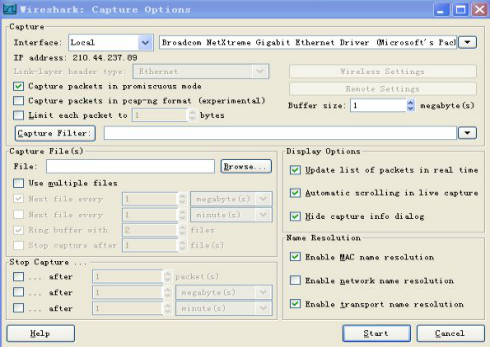 Wireshark: Capture Options
Capture
Interface: Local Broadcom NetXtreme Gigabit Ethernet Driver (Microsoft's Pac
IP address: 210.44.237.89
Link-layer header type: Ethernet Wireless Settings
Capture packets in promiscuous mode Remote Settings
Capture packets in pcap-ng format (experimental) Buffer size: 1 megabyte(s)
Limit each packet to 1 bytes
Capture Filter:
Capture File(s)
File: Browse...
Use multiple files
Next file every 1 megabyte(s)
Next file every 1 minute(s)
Ring buffer with 2 files
Stop capture after 1 file(s)
Stop Capture ...
... after 1 packet(s)
... after 1 megabyte(s)
... after 1 minute(s)
Display Options
Update list of packets in real time
Automatic scrolling in live capture
Hide capture info dialog
Name Resolution
Enable MAC name resolution
Enable network name resolution
Enable transport name resolution
Help Start Cancel